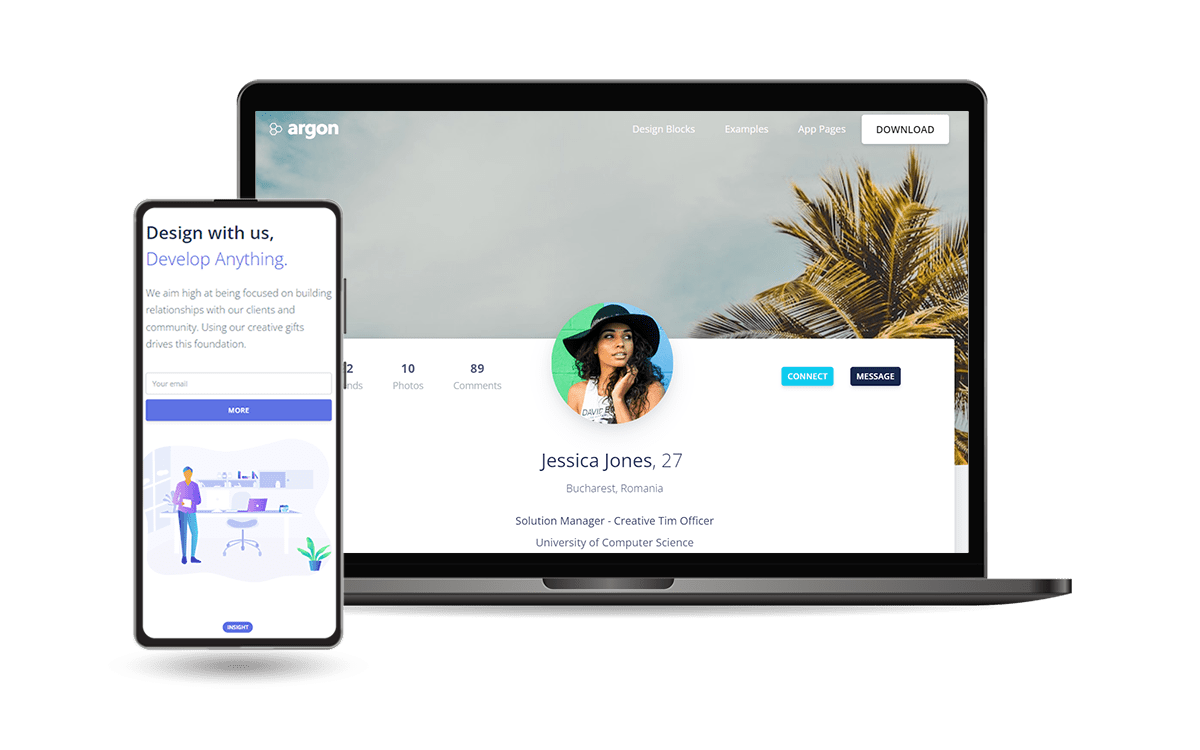 argon
Design Blocks
Examples
App Pages
DOWNLOAD
Design with us,
Develop Anything.
We aim high at being focused on building
relationships with our clients and
community. Using our creative gifts
drives this foundation.
Your email
MORE
INSIGHT
2
10
89
nds
Photos
Comments
CONNECT
MESSAGE
Jessica Jones, 27
Bucharest, Romania
Solution Manager - Creative Tim Officer
University of Computer Science